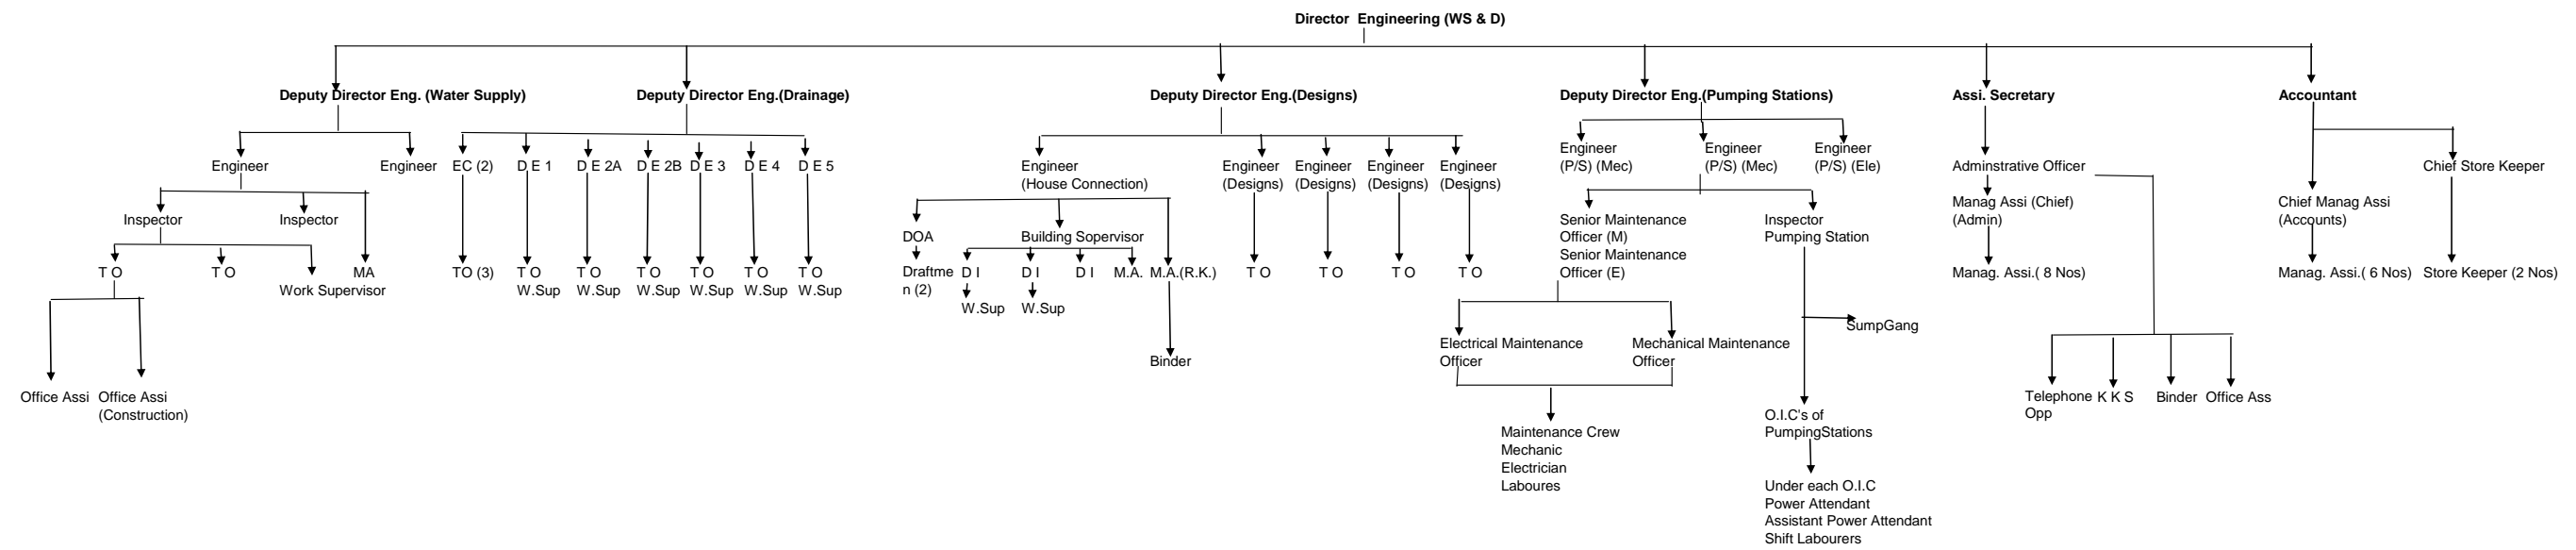 Director Engineering (WS & D)
Deputy Director Eng. (Water Supply)
Deputy Director Eng.(Drainage)
Deputy Director Eng.(Designs)
Deputy Director Eng.(Pumping Stations)
Assi. Secretary
Accountant
Engineer
Engineer
EC (2)
D E 1
D E 2A
D E 2B
D E 3
D E 4
D E 5
Engineer
(House Connection)
Engineer
(Designs)
Engineer
(Designs)
Engineer
(Designs)
Engineer
(Designs)
Engineer
(P/S) (Mec)
Engineer
(P/S) (Mec)
Engineer
(P/S) (Ele)
Adminstrative Officer
Chief Store Keeper
Inspector
Inspector
DOA
Building Sopervisor
Senior Maintenance
Officer (M)
Senior Maintenance
Officer (E)
Inspector
Pumping Station
Manag Assi (Chief)
(Admin)
Chief Manag Assi
(Accounts)
T O
T O
Work Supervisor
MA
TO (3)
T O
W.Sup
T O
W.Sup
T O
W.Sup
T O
W.Sup
T O
W.Sup
T O
W.Sup
Draftme
n (2)
D I
W.Sup
D I
W.Sup
D I
M.A.
M.A.(R.K.)
T O
T O
T O
T O
Manag. Assi.( 8 Nos)
Manag. Assi.( 6 Nos)
Store Keeper (2 Nos)
SumpGang
Electrical Maintenance
Officer
Mechanical Maintenance
Officer
Binder
Office Assi
Office Assi
(Construction)
Telephone
Opp
K K S
Binder
Office Ass
O.I.C's of
PumpingStations
Maintenance Crew
Mechanic
Electrician
Laboures
Under each O.I.C
Power Attendant
Assistant Power Attendant
Shift Labourers